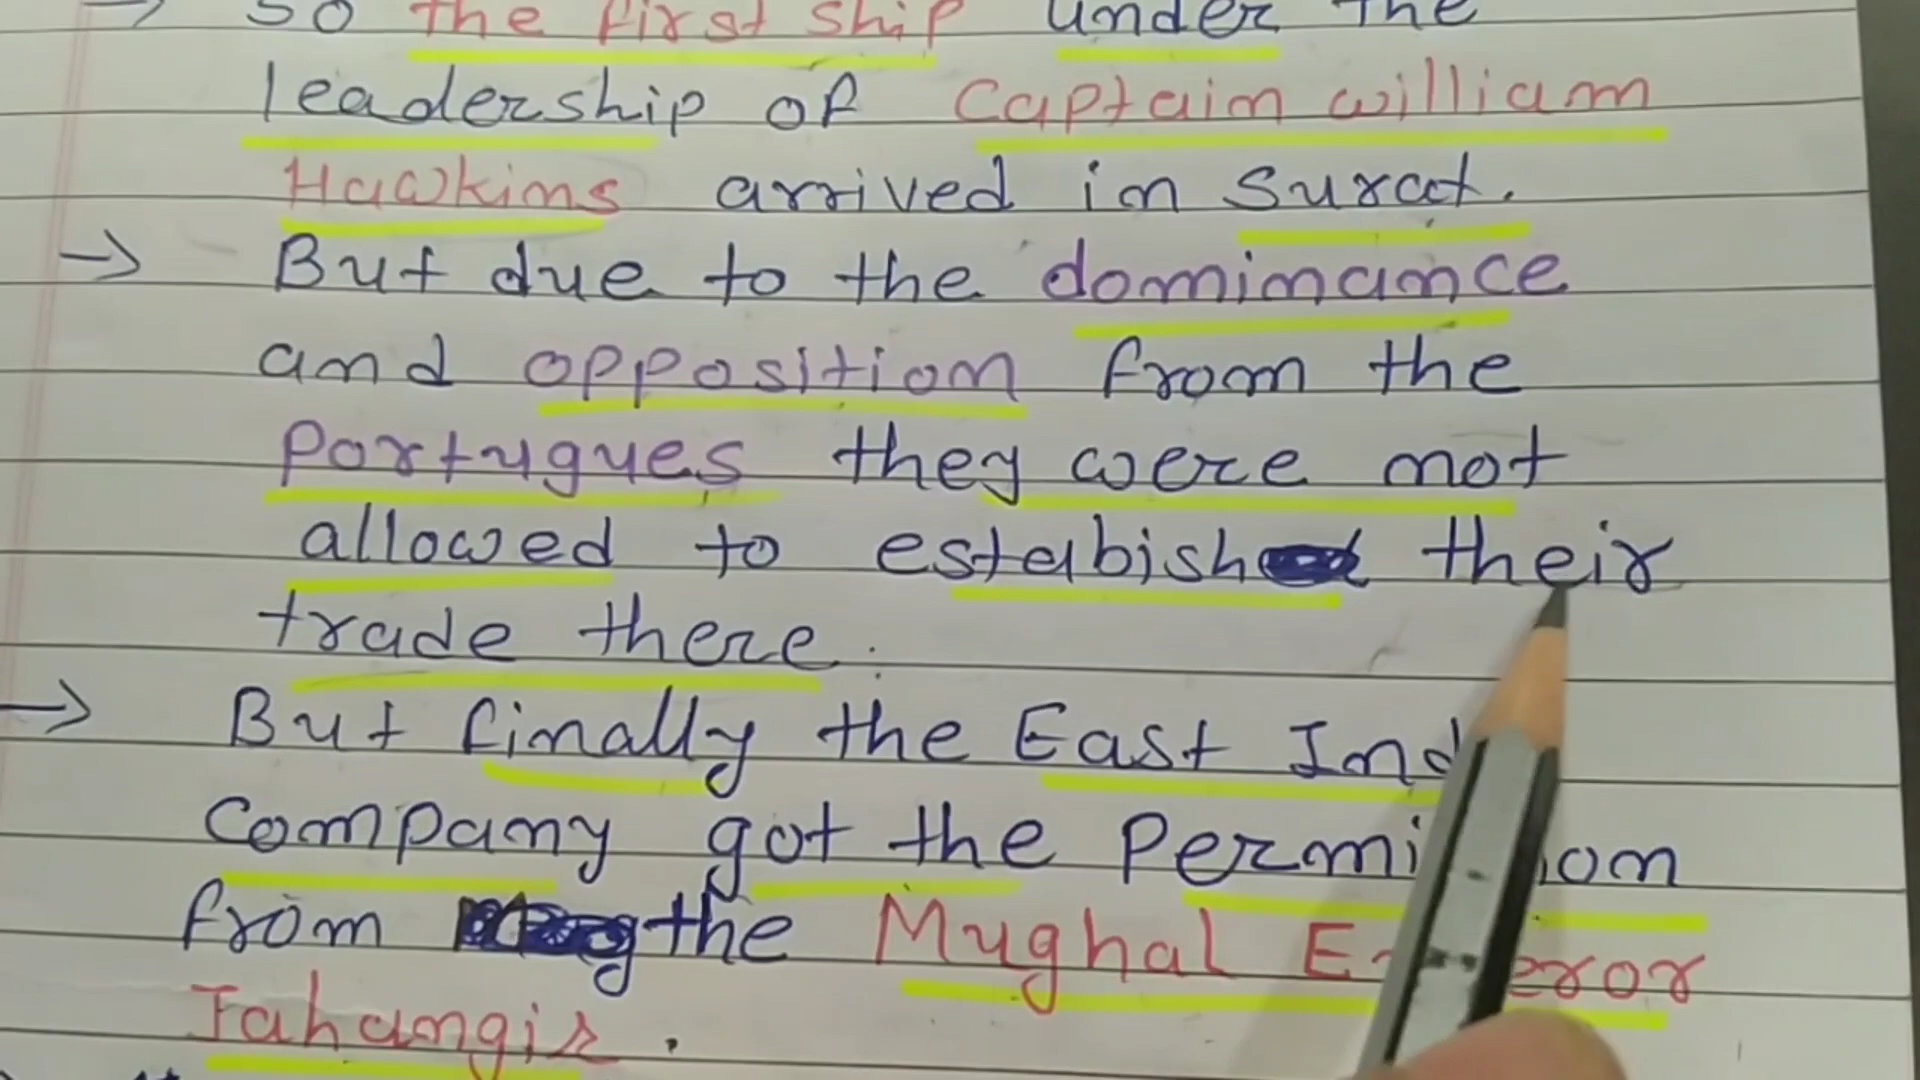 → So the first ship under the
leadership of Captain william
Hawkins arrived in Surat.
→ But due to the dominance
and opposition from the
Portugues they were not
allowed to estabish their
trade there.
→ But finally the East Ind
Company got the
from the Mughal
Jahangir.